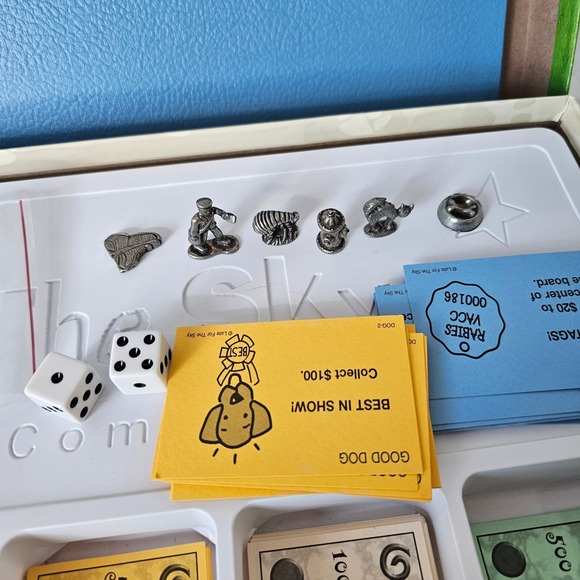 The Sky
Com
© Late For The Sky
DOG-2
GOOD DOG
BEST IN SHOW!
Collect $100.
BEST
© Late For The Sky
TAGS!
$20 to
center of
e board.
RABIES
VACC
000186
500
100
500